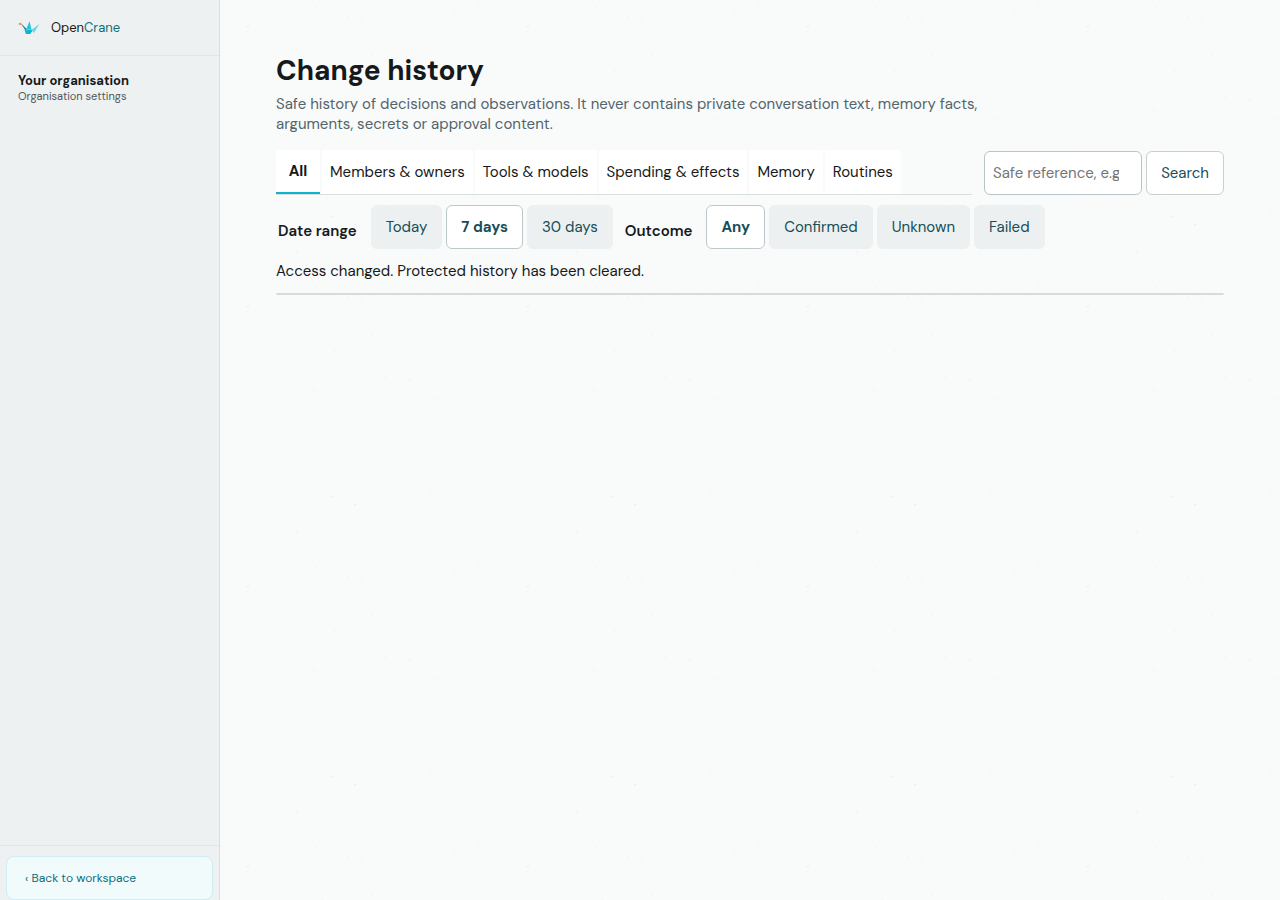 OpenCrane
Your organisation
Organisation settings
Change history
Safe history of decisions and observations. It never contains private conversation text, memory facts,
arguments, secrets or approval content.
All Members & owners Tools & models Spending & effects Memory Routines Safe reference, e.g Search
Date range Today 7 days 30 days Outcome Any Confirmed Unknown Failed
Access changed. Protected history has been cleared.
‹ Back to workspace